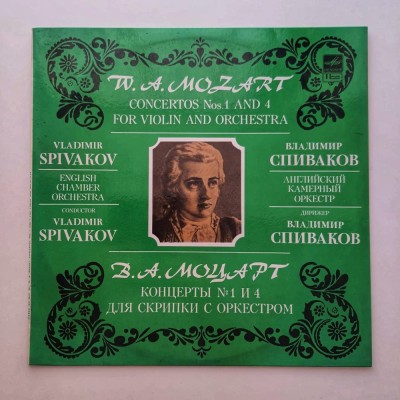 W. A. MOZART
CONCERTOS Nos. 1 AND 4
FOR VIOLIN AND ORCHESTRA
VLADIMIR
SPIVAKOV
ENGLISH
CHAMBER
ORCHESTRA
CONDUCTOR
VLADIMIR
SPIVAKOV
ВЛАДИМИР
СПИВАКОВ
АНГЛИЙСКИЙ
КАМЕРНЫЙ
ОРКЕСТР
ДИРИЖЕР
ВЛАДИМИР
СПИВАКОВ
В. А. МОЦАРТ
КОНЦЕРТЫ №1 И 4
ДЛЯ СКРИПКИ С ОРКЕСТРОМ